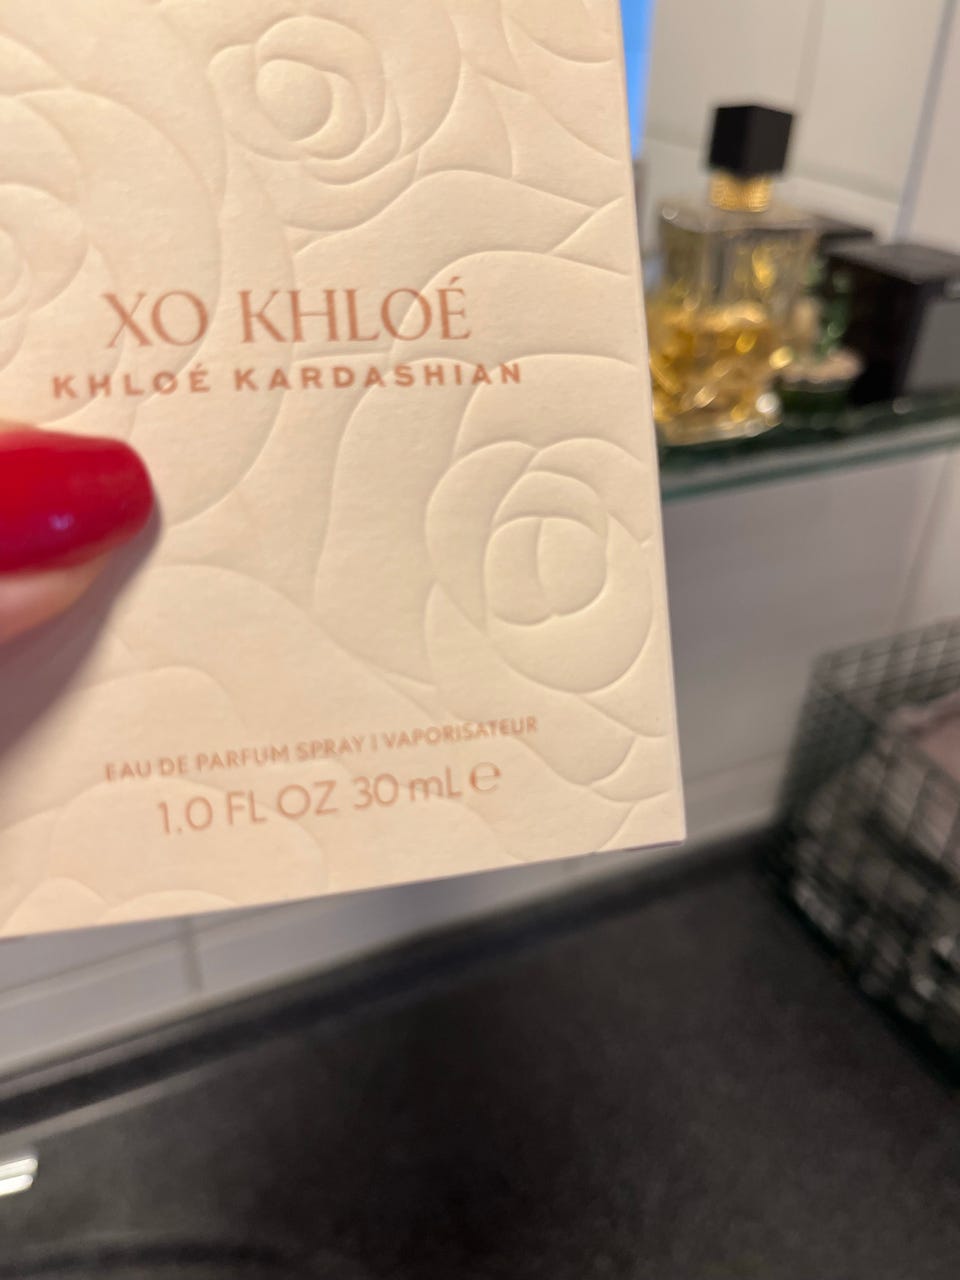 XO KHLOÉ
KHLOÉ KARDASHIAN
EAU DE PARFUM SPRAY | VAPORISATEUR
1.0 FL OZ 30 mL ℮